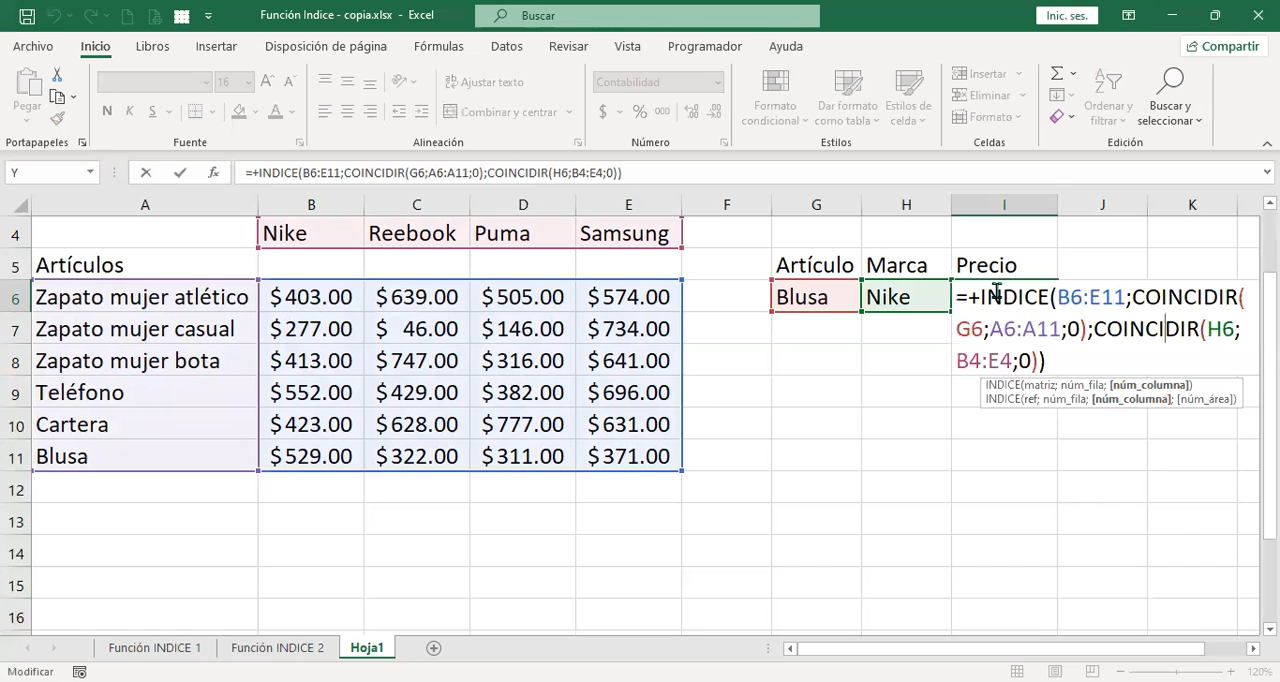 Función Indice - copia.xlsx - Excel
Buscar
Inic. ses.
Archivo Inicio Libros Insertar Disposición de página Fórmulas Datos Revisar Vista Programador Ayuda
Compartir
Pegar
16 A A
N K S A
Ajustar texto
Combinar y centrar
Contabilidad
$ % 000
Formato
condicional
Dar formato
como tabla
Estilos de
celda
Insertar
Eliminar
Formato
Ordenar y
filtrar
Buscar y
seleccionar
Portapapeles Fuente Alineación Número Estilos Celdas Edición
Y fx =+INDICE(B6:E11;COINCIDIR(G6;A6:A11;0);COINCIDIR(H6;B4:E4;0))
A B C D E F G H I J K
4 Nike Reebook Puma Samsung
5 Artículos Artículo Marca Precio
6 Zapato mujer atlético $403.00 $639.00 $505.00 $574.00 Blusa Nike =+INDICE(B6:E11;COINCIDIR(
7 Zapato mujer casual $277.00 $ 46.00 $146.00 $734.00 G6;A6:A11;0);COINCIDIR(H6;
8 Zapato mujer bota $413.00 $747.00 $316.00 $641.00 B4:E4;0))
INDICE(matriz; núm_fila; [núm_columna])
INDICE(ref; núm_fila; [núm_columna]; [núm_área])
9 Teléfono $552.00 $429.00 $382.00 $696.00
10 Cartera $423.00 $628.00 $777.00 $631.00
11 Blusa $529.00 $322.00 $311.00 $371.00
12
13
14
15
16
Función INDICE 1 Función INDICE 2 Hoja1
Modificar 120%